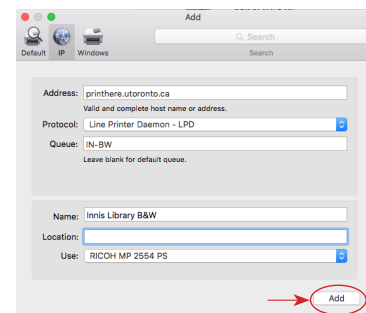 Add
Default IP Windows
Search
Search
Address: printhere.utoronto.ca
Valid and complete host name or address.
Protocol: Line Printer Daemon - LPD
Queue: IN-BW
Leave blank for default queue.
Name: Innis Library B&W
Location:
Use: RICOH MP 2554 PS
Add